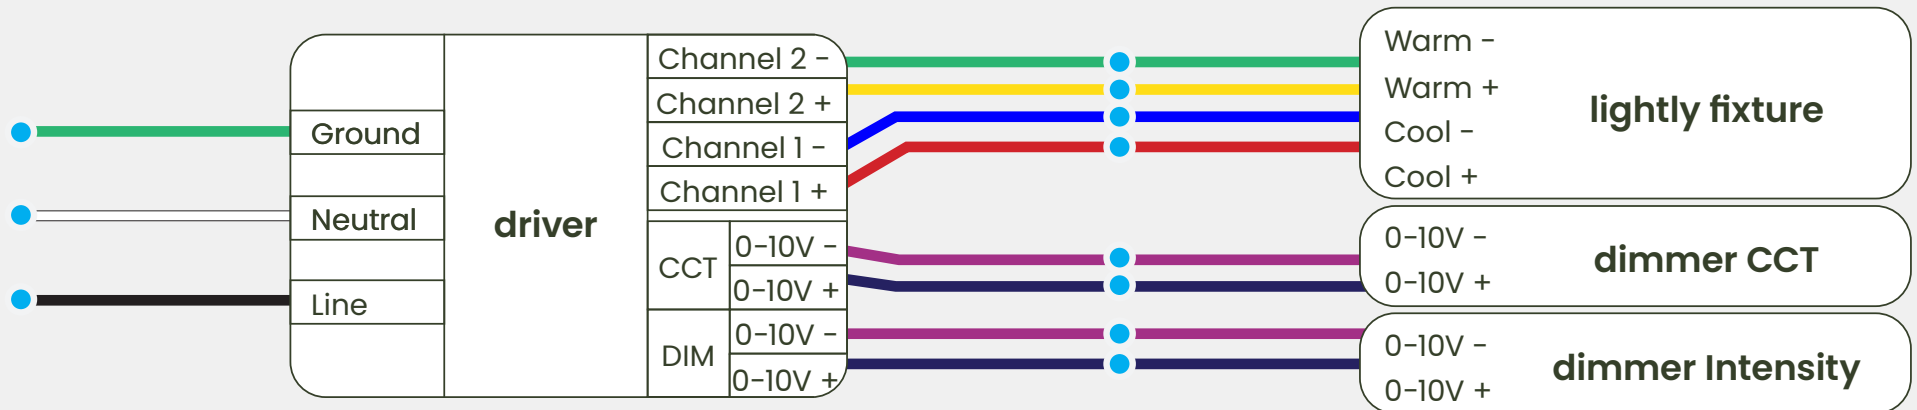 Ground
Neutral
Line
driver
Channel 2 -
Channel 2 +
Channel 1 -
Channel 1 +
CCT
0-10V -
0-10V +
DIM
0-10V -
0-10V +
Warm -
Warm +
Cool -
Cool +
lightly fixture
0-10V -
0-10V +
dimmer CCT
0-10V -
0-10V +
dimmer Intensity